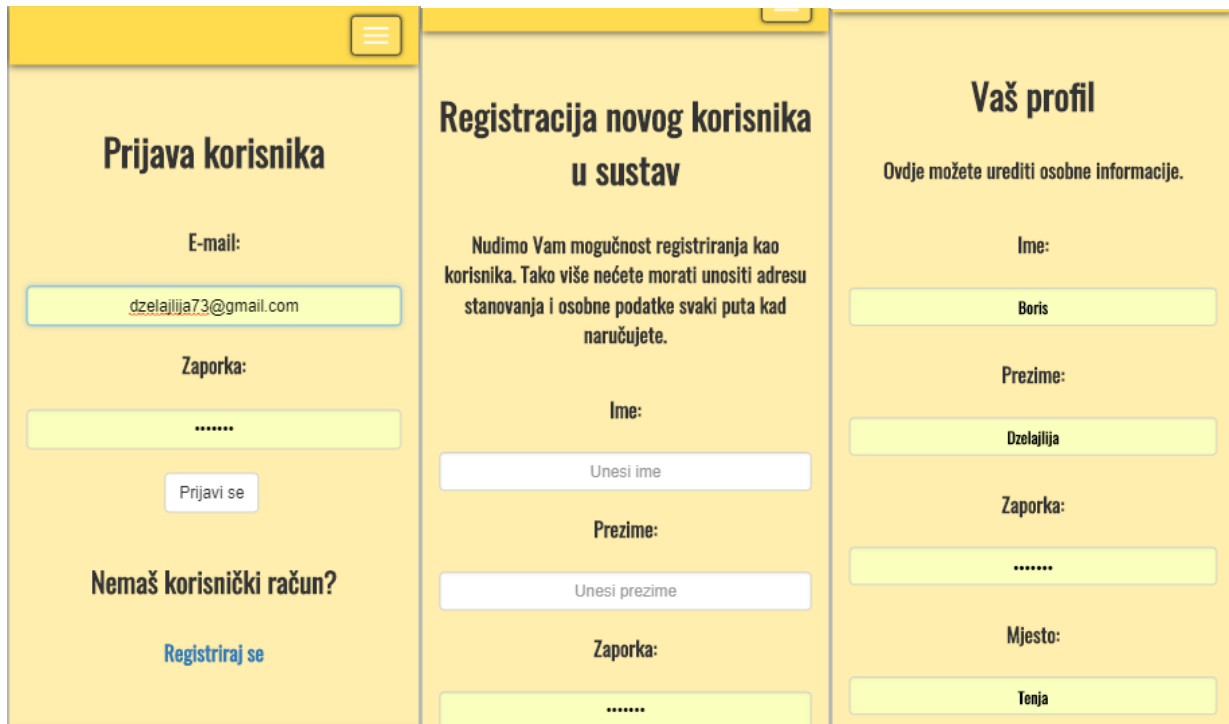 Prijava korisnika
E-mail:
dzelajlija73@gmail.com
Zaporka:
•••••••
Prijavi se
Nemaš korisnički račun?
Registriraj se
Registracija novog korisnika
u sustav
Nudimo Vam mogučnost registriranja kao
korisnika. Tako više nećete morati unositi adresu
stanovanja i osobne podatke svaki puta kad
naručujete.
Ime:
Unesi ime
Prezime:
Unesi prezime
Zaporka:
•••••••
Vaš profil
Ovdje možete urediti osobne informacije.
Ime:
Boris
Prezime:
Dzelajlija
Zaporka:
•••••••
Mjesto:
Tenja